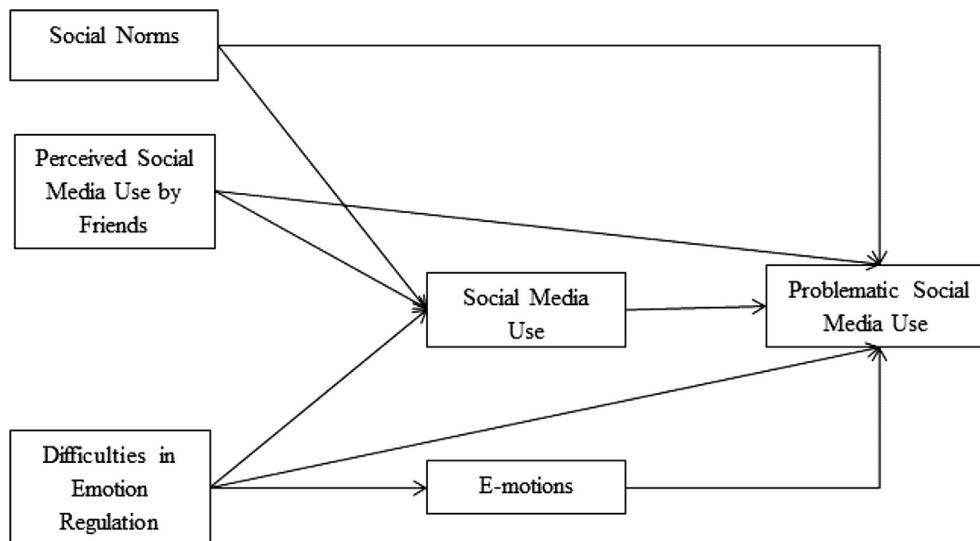 Social Norms
Perceived Social
Media Use by
Friends
Social Media
Use
Problematic Social
Media Use
Difficulties in
Emotion
Regulation
E-motions